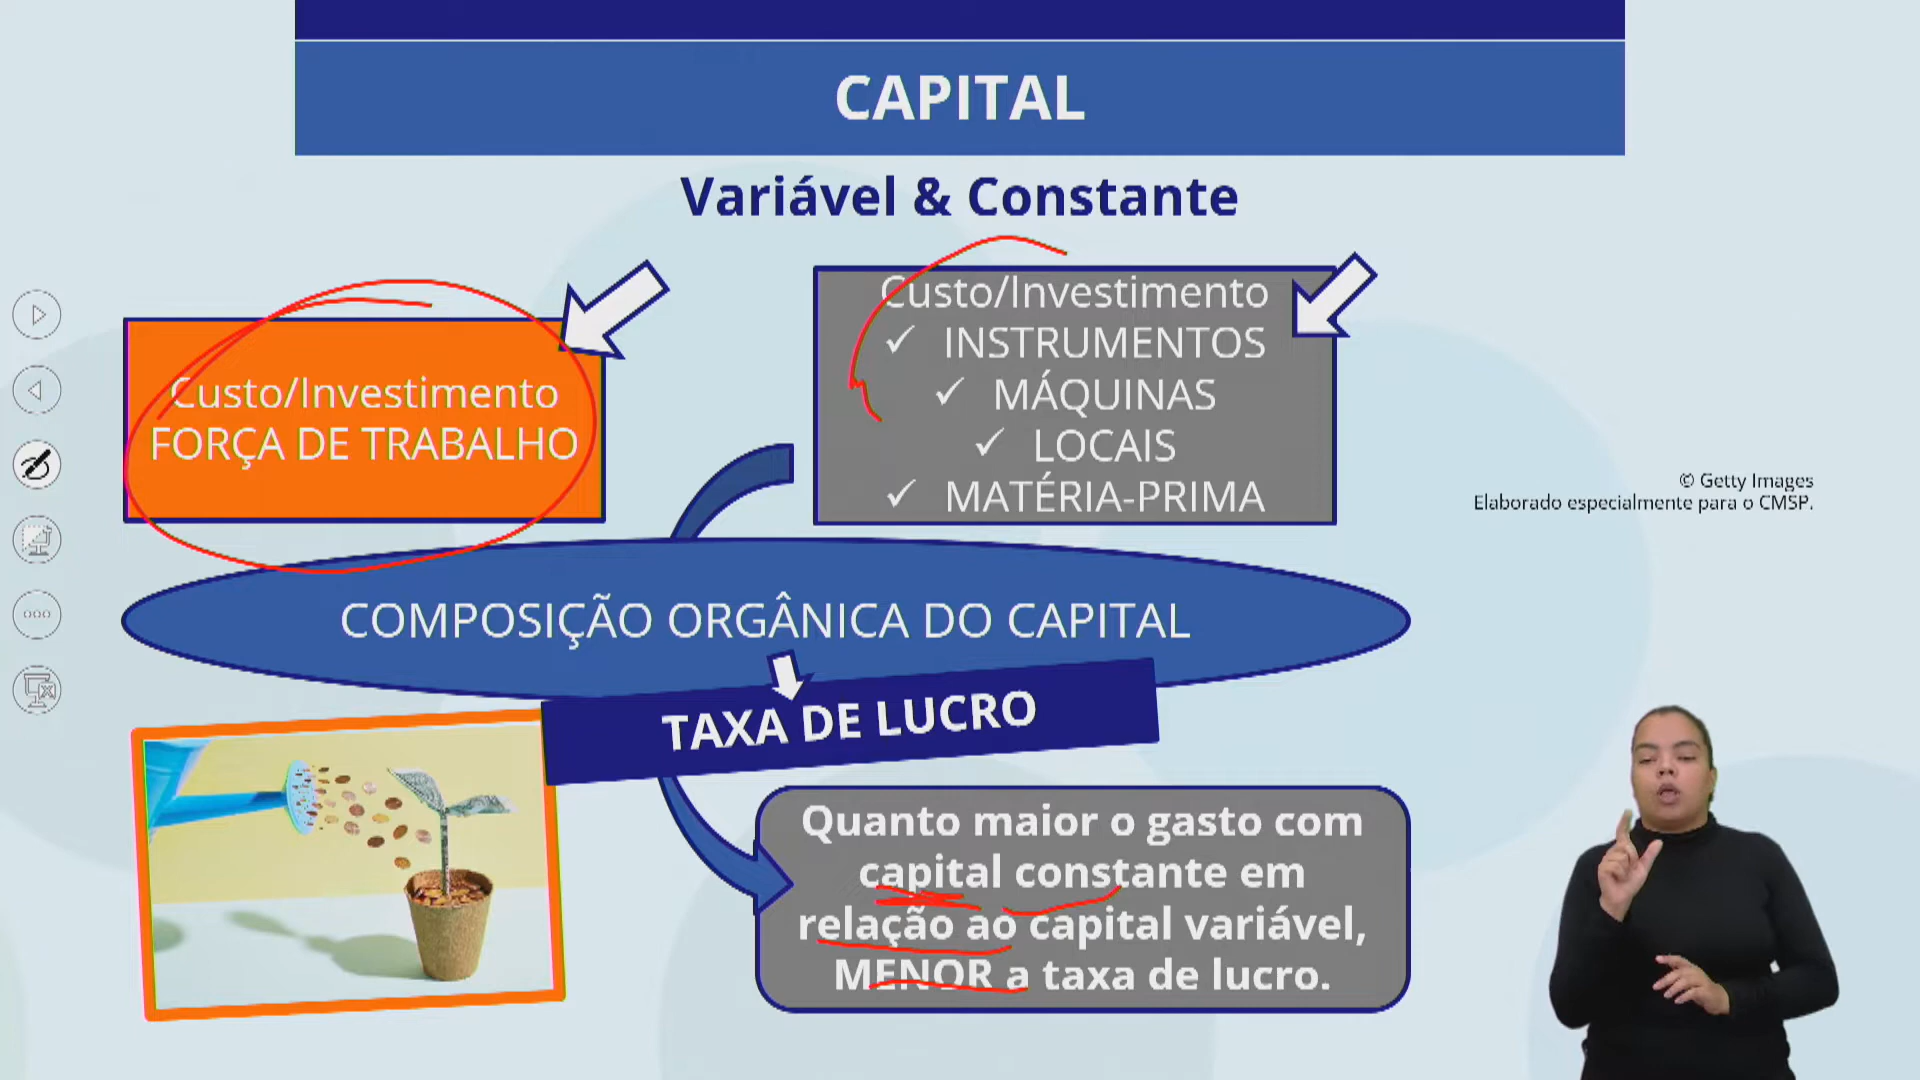 CAPITAL
Variável & Constante
Custo/Investimento
FORÇA DE TRABALHO
Custo/Investimento
✓ INSTRUMENTOS
✓ MÁQUINAS
✓ LOCAIS
✓ MATÉRIA-PRIMA
© Getty Images
Elaborado especialmente para o CMSP.
COMPOSIÇÃO ORGÂNICA DO CAPITAL
TAXA DE LUCRO
Quanto maior o gasto com
capital constante em
relação ao capital variável,
MENOR a taxa de lucro.